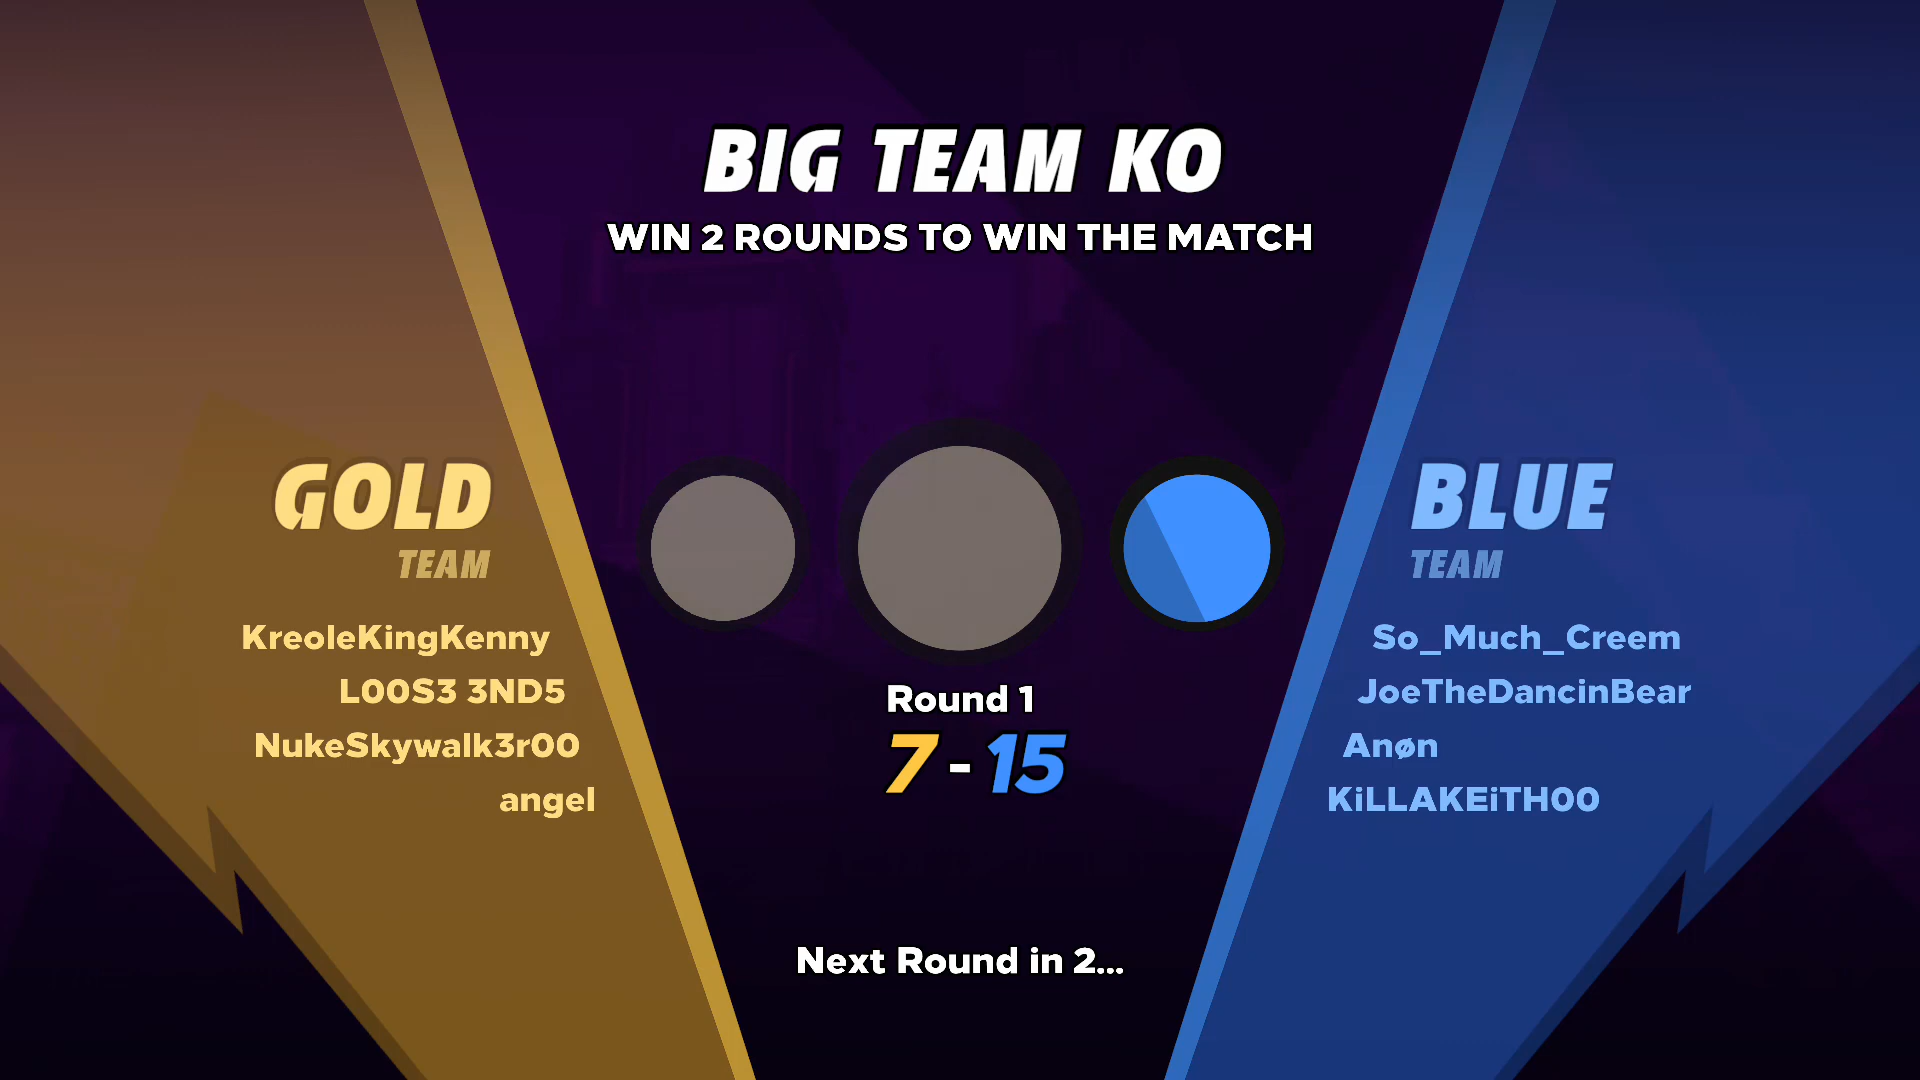 BIG TEAM KO
WIN 2 ROUNDS TO WIN THE MATCH
GOLD
TEAM
KreoleKingKenny
L00S3 3ND5
NukeSkywalk3r00
angel
Round 1
7 - 15
BLUE
TEAM
So_Much_Creem
JoeTheDancinBear
Anøn
KiLLAKEiTH00
Next Round in 2...